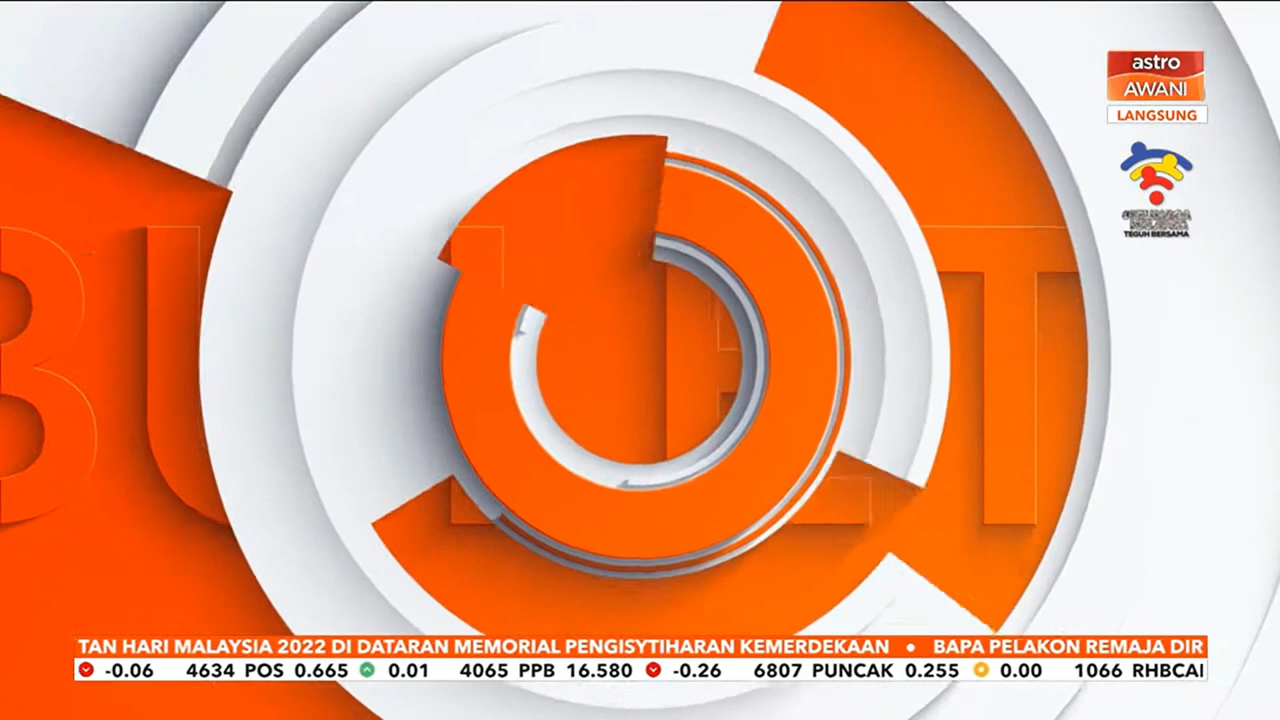 astro
AWANI
LANGSUNG
TEGUH BERSAMA
BU
ET
TAN HARI MALAYSIA 2022 DI DATARAN MEMORIAL PENGISYTIHARAN KEMERDEKAAN • BAPA PELAKON REMAJA DIR
-0.06 4634 POS 0.665 0.01 4065 PPB 16.580 -0.26 6807 PUNCAK 0.255 0.00 1066 RHBCAI